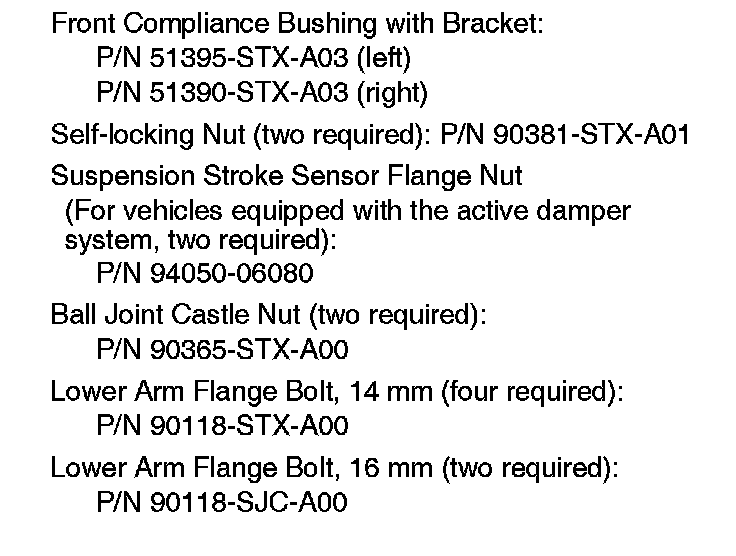 Front Compliance Bushing with Bracket:
P/N 51395-STX-A03 (left)
P/N 51390-STX-A03 (right)
Self-locking Nut (two required): P/N 90381-STX-A01
Suspension Stroke Sensor Flange Nut
(For vehicles equipped with the active damper
system, two required):
P/N 94050-06080
Ball Joint Castle Nut (two required):
P/N 90365-STX-A00
Lower Arm Flange Bolt, 14 mm (four required):
P/N 90118-STX-A00
Lower Arm Flange Bolt, 16 mm (two required):
P/N 90118-SJC-A00